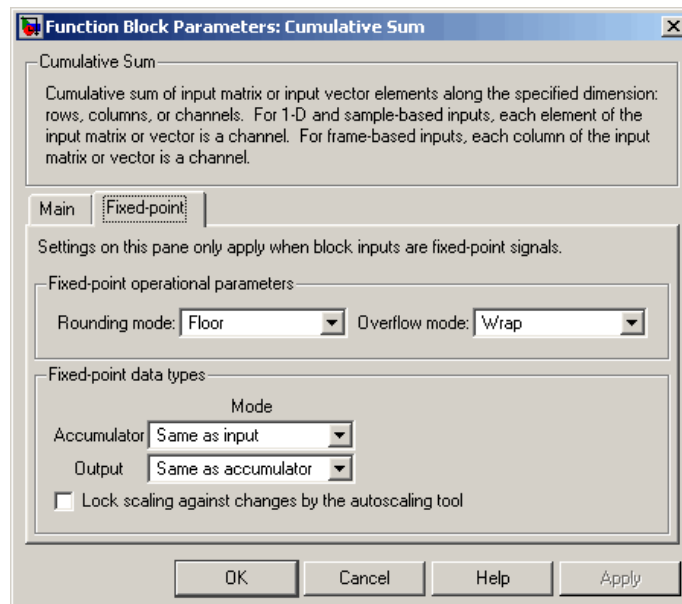 Function Block Parameters: Cumulative Sum
Cumulative Sum
Cumulative sum of input matrix or input vector elements along the specified dimension:
rows, columns, or channels. For 1-D and sample-based inputs, each element of the
input matrix or vector is a channel. For frame-based inputs, each column of the input
matrix or vector is a channel.
Main Fixed-point
Settings on this pane only apply when block inputs are fixed-point signals.
Fixed-point operational parameters
Rounding mode: Floor Overflow mode: Wrap
Fixed-point data types
Mode
Accumulator Same as input
Output Same as accumulator
Lock scaling against changes by the autoscaling tool
OK Cancel Help Apply